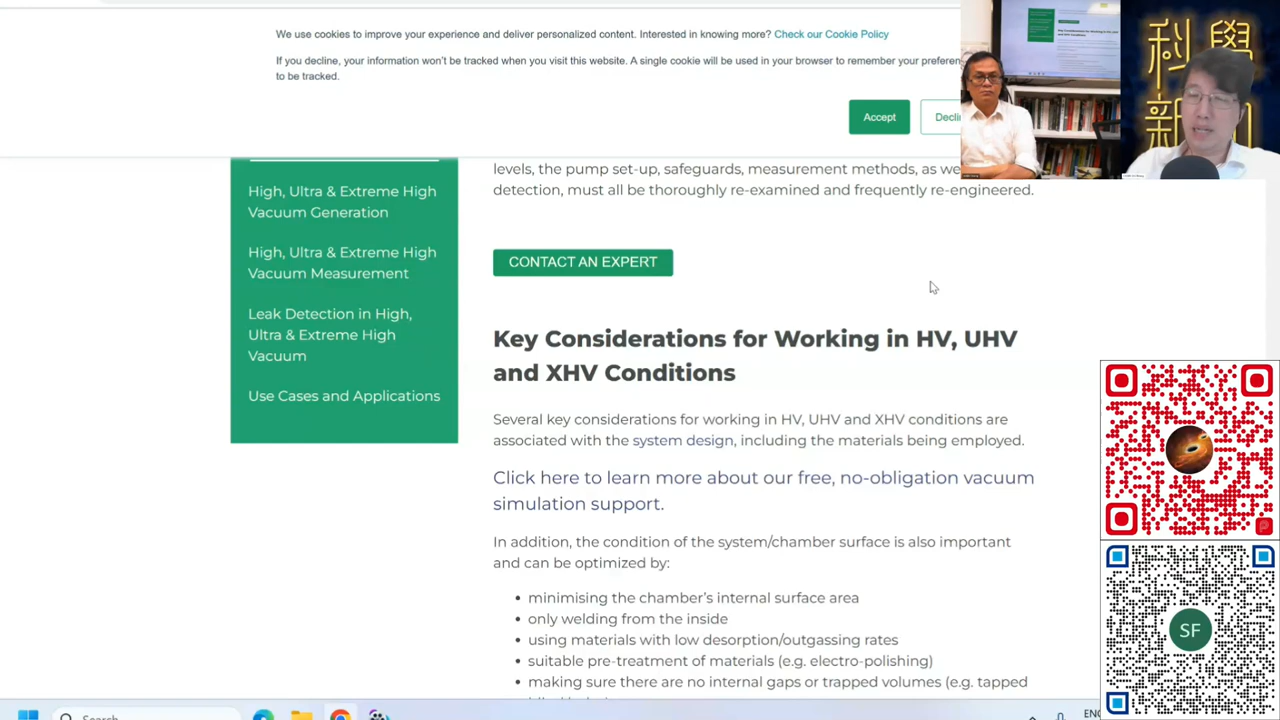 We use cookies to improve your experience and deliver personalized content. Interested in knowing more? Check our Cookie Policy
If you decline, your information won't be tracked when you visit this website. A single cookie will be used in your browser to remember your
to be tracked.
Accept
科學
新
levels, the pump set-up, safeguards, measurement methods, as
detection, must all be thoroughly re-examined and frequently re-engineered.
High, Ultra & Extreme High
Vacuum Generation
High, Ultra & Extreme High
Vacuum Measurement
Leak Detection in High,
Ultra & Extreme High
Vacuum
Use Cases and Applications
CONTACT AN EXPERT
Key Considerations for Working in HV, UHV
and XHV Conditions
Several key considerations for working in HV, UHV and XHV conditions are
associated with the system design, including the materials being employed.
Click here to learn more about our free, no-obligation vacuum
simulation support.
In addition, the condition of the system/chamber surface is also important
and can be optimized by:
• minimising the chamber's internal surface area
• only welding from the inside
• using materials with low desorption/outgassing rates
• suitable pre-treatment of materials (e.g. electro-polishing)
• making sure there are no internal gaps or trapped volumes (e.g. tapped
SF
Search